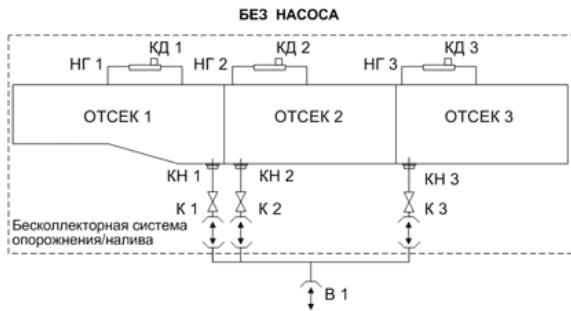 БЕЗ НАСОСА
КД 1
КД 2
КД 3
НГ 1
НГ 2
НГ 3
ОТСЕК 1
ОТСЕК 2
ОТСЕК 3
КН 1
КН 2
КН 3
К 1
К 2
К 3
Бесколлекторная система
опорожнения/налива
В 1